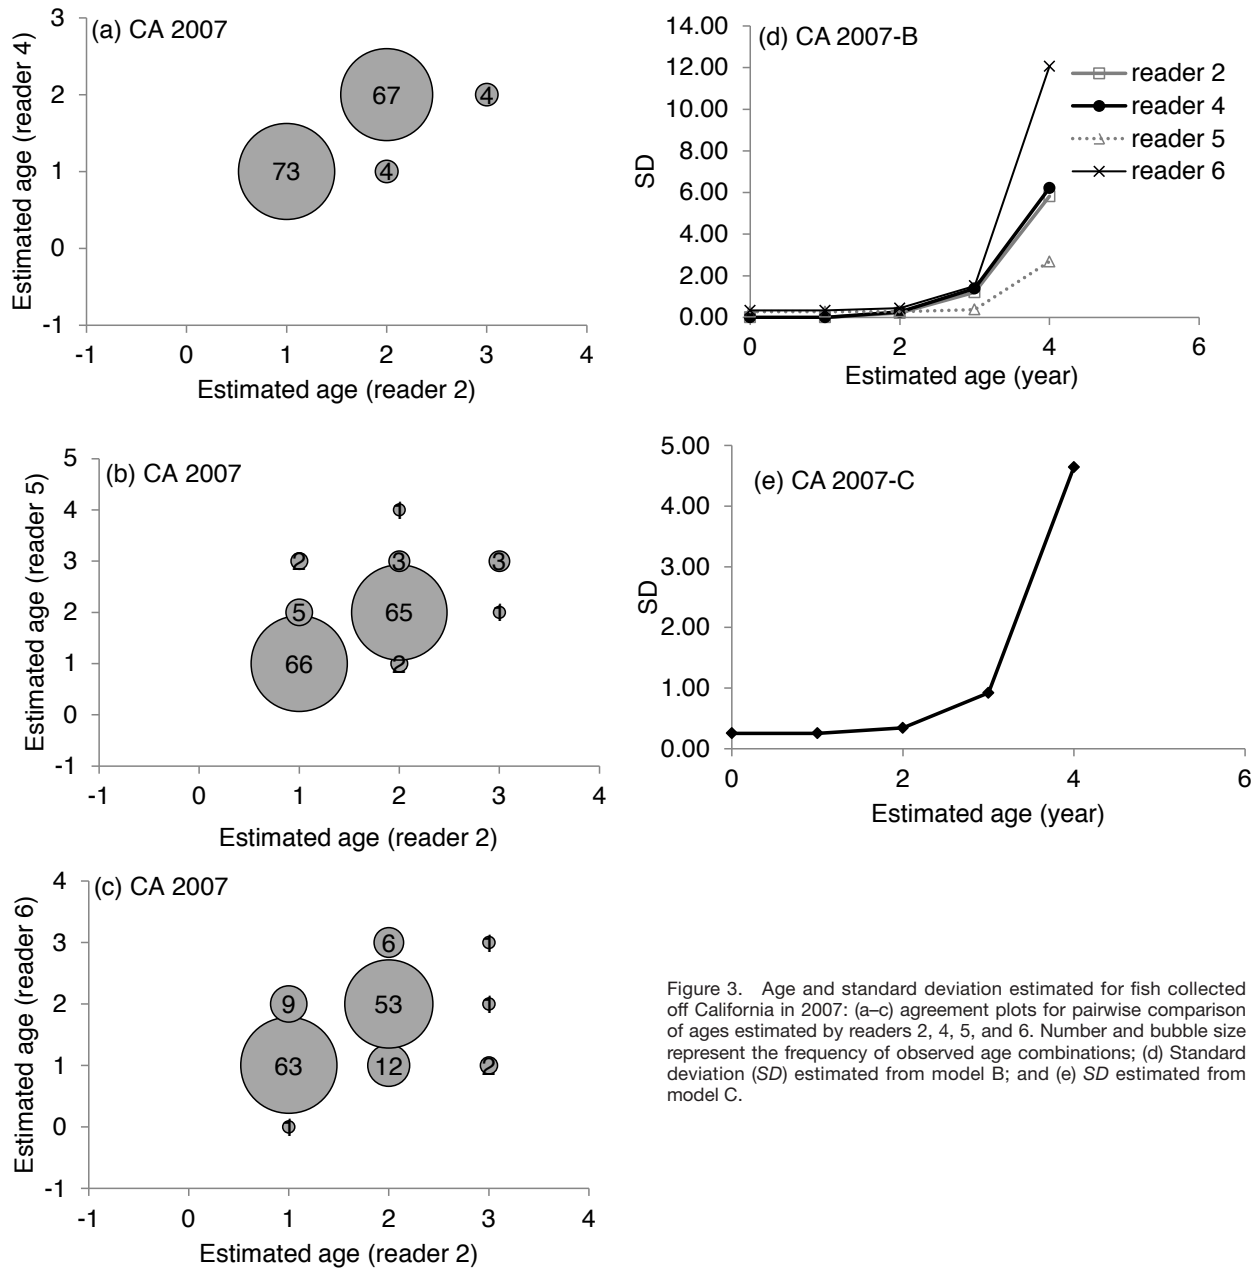 (a) CA 2007
Estimated age (reader 4)
3
2
1
0
-1
67
4
73
4
-1 0 1 2 3 4
Estimated age (reader 2)
(b) CA 2007
Estimated age (reader 5)
5
4
3
2
1
0
-1
1
2 3 3
5 65 1
66 2
-1 0 1 2 3 4
Estimated age (reader 2)
(c) CA 2007
Estimated age (reader 6)
4
3
2
1
0
-1
6 1
9 53 1
63 12 2
1
-1 0 1 2 3 4
Estimated age (reader 2)
(d) CA 2007-B
SD
14.00
12.00
10.00
8.00
6.00
4.00
2.00
0.00
reader 2
reader 4
reader 5
reader 6
0 2 4 6
Estimated age (year)
(e) CA 2007-C
SD
5.00
4.00
3.00
2.00
1.00
0.00
0 2 4 6
Estimated age (year)
Figure 3. Age and standard deviation estimated for fish collected
off California in 2007: (a–c) agreement plots for pairwise comparison
of ages estimated by readers 2, 4, 5, and 6. Number and bubble size
represent the frequency of observed age combinations; (d) Standard
deviation (SD) estimated from model B; and (e) SD estimated from
model C.